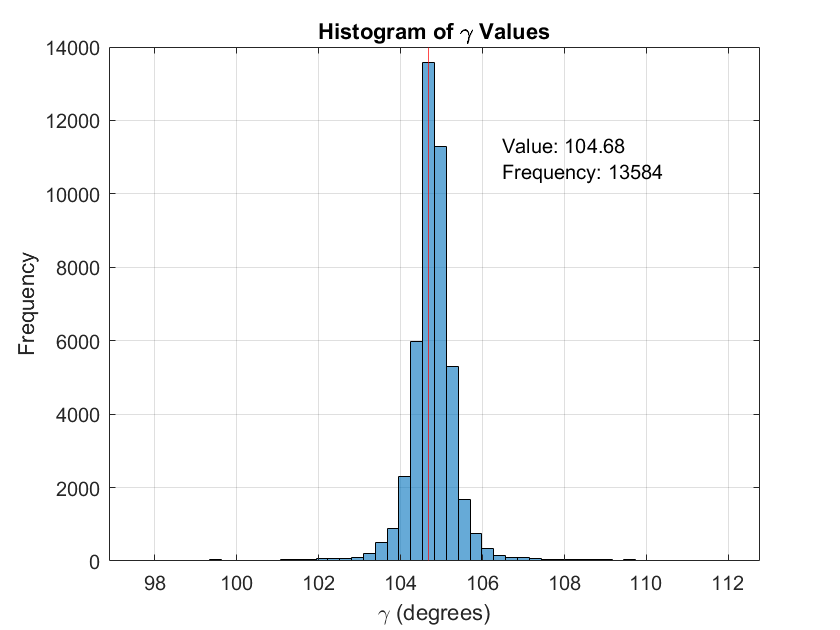 Histogram of γ Values
14000
12000
10000
8000
6000
4000
2000
0
Frequency
Value: 104.68
Frequency: 13584
98 100 102 104 106 108 110 112
γ (degrees)